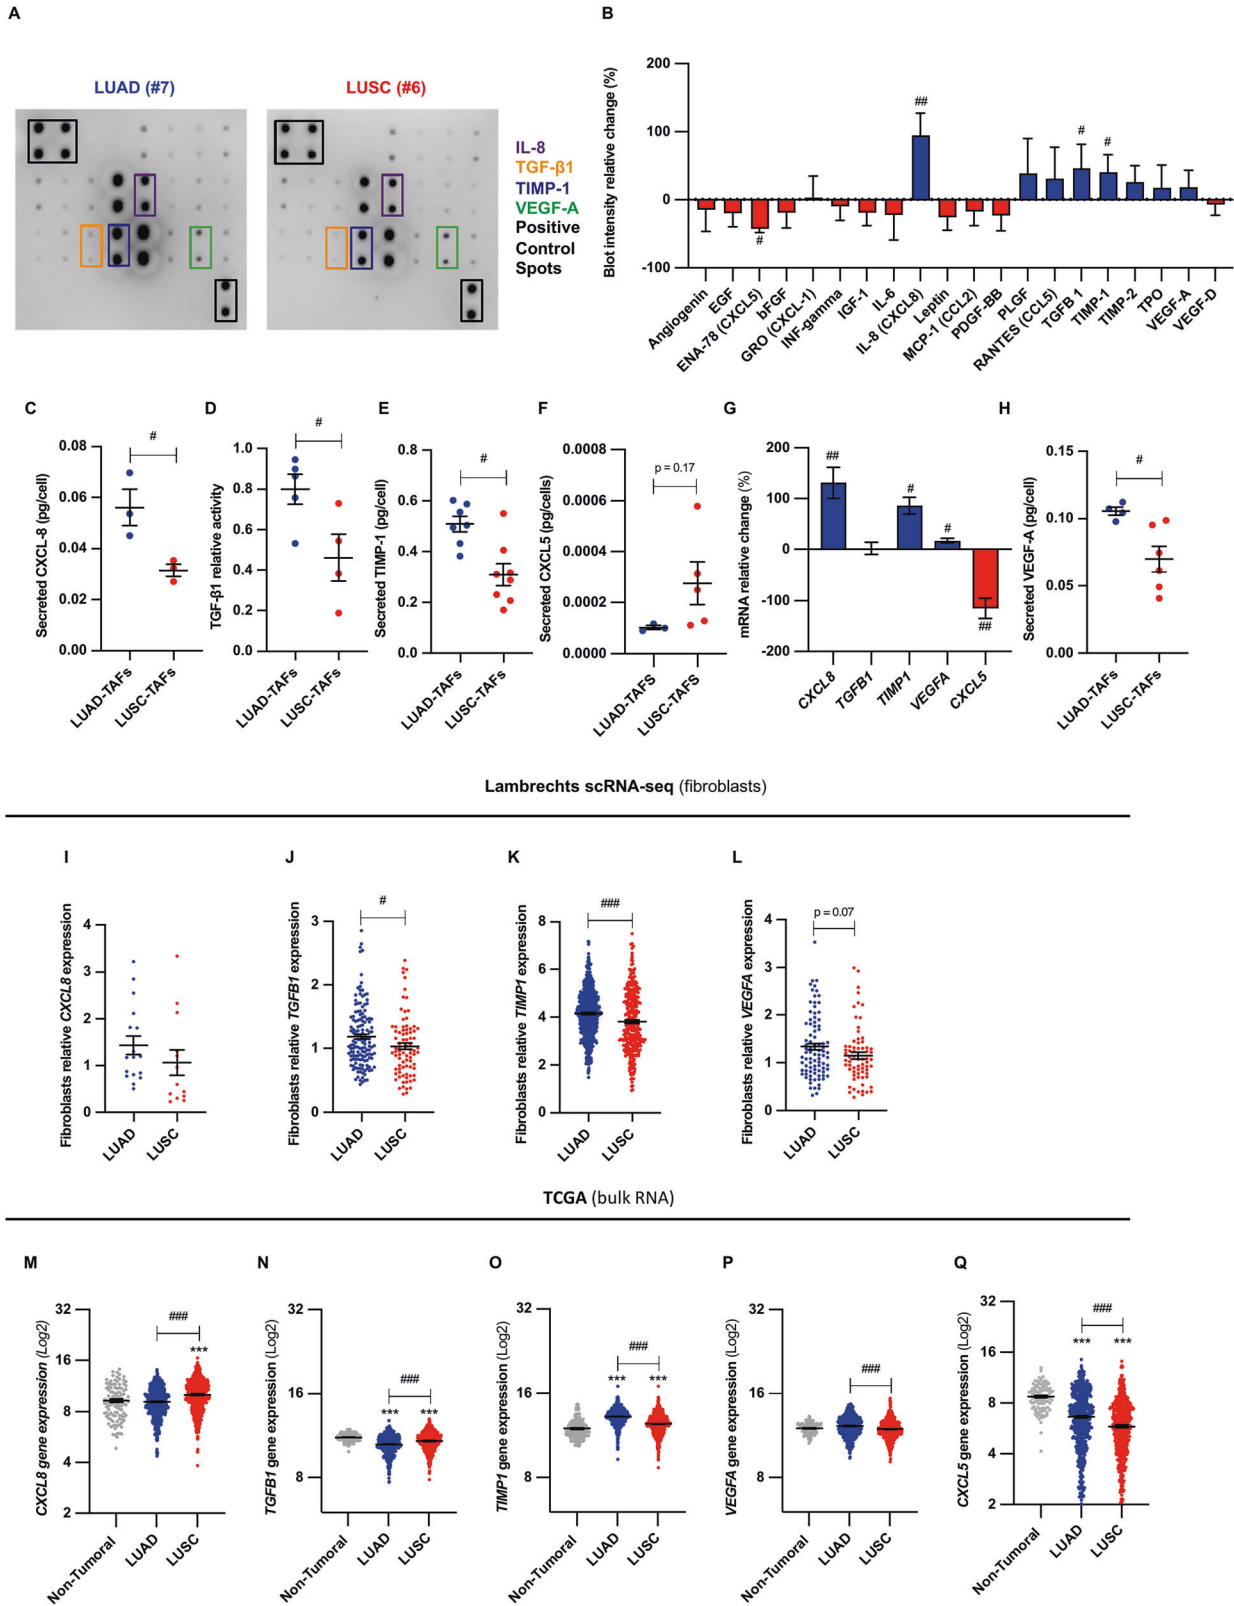 A
B
LUAD (#7)
LUSC (#6)
IL-8
TGF-β1
TIMP-1
VEGF-A
Positive
Control
Spots
Blot intensity relative change (%)
200
100
0
-100
##
#
#
#
Angiogenin
EGF
ENA-78 (CXCL5)
bFGF
GRO (CXCL-1)
INF-gamma
IGF-1
IL-6
IL-8 (CXCL8)
Leptin
MCP-1 (CCL2)
PDGF-BB
PLGF
RANTES (CCL5)
TGFB 1
TIMP-1
TIMP-2
TPO
VEGF-A
VEGF-D
C
D
E
F
G
H
Secreted CXCL-8 (pg/cell)
0.08
0.06
0.04
0.02
0.00
#
LUAD-TAFs
LUSC-TAFs
TGF-β1 relative activity
1.0
0.8
0.6
0.4
0.2
0.0
#
LUAD-TAFs
LUSC-TAFs
Secreted TIMP-1 (pg/cell)
0.8
0.6
0.4
0.2
0.0
#
LUAD-TAFs
LUSC-TAFs
Secreted CXCL5 (pg/cells)
0.0008
0.0006
0.0004
0.0002
0.0000
p = 0.17
LUAD-TAFS
LUSC-TAFS
mRNA relative change (%)
200
100
0
-100
-200
##
#
#
##
CXCL8
TGFB1
TIMP1
VEGFA
CXCL5
Secreted VEGF-A (pg/cell)
0.15
0.10
0.05
0.00
#
LUAD-TAFs
LUSC-TAFs
Lambrechts scRNA-seq (fibroblasts)
I
J
K
L
Fibroblasts relative CXCL8 expression
4
3
2
1
0
LUAD
LUSC
Fibroblasts relative TGFB1 expression
3
2
1
0
#
LUAD
LUSC
Fibroblasts relative TIMP1 expression
8
6
4
2
0
###
LUAD
LUSC
Fibroblasts relative VEGFA expression
4
3
2
1
0
p = 0.07
LUAD
LUSC
TCGA (bulk RNA)
M
N
O
P
Q
CXCL8 gene expression (Log2)
32
16
8
4
2
###
***
Non-Tumoral
LUAD
LUSC
TGFB1 gene expression (Log2)
32
16
8
###
***
***
Non-Tumoral
LUAD
LUSC
TIMP1 gene expression (Log2)
32
16
8
###
***
***
Non-Tumoral
LUAD
LUSC
VEGFA gene expression (Log2)
32
16
8
###
Non-Tumoral
LUAD
LUSC
CXCL5 gene expression (Log2)
32
16
8
4
2
###
***
***
Non-Tumoral
LUAD
LUSC